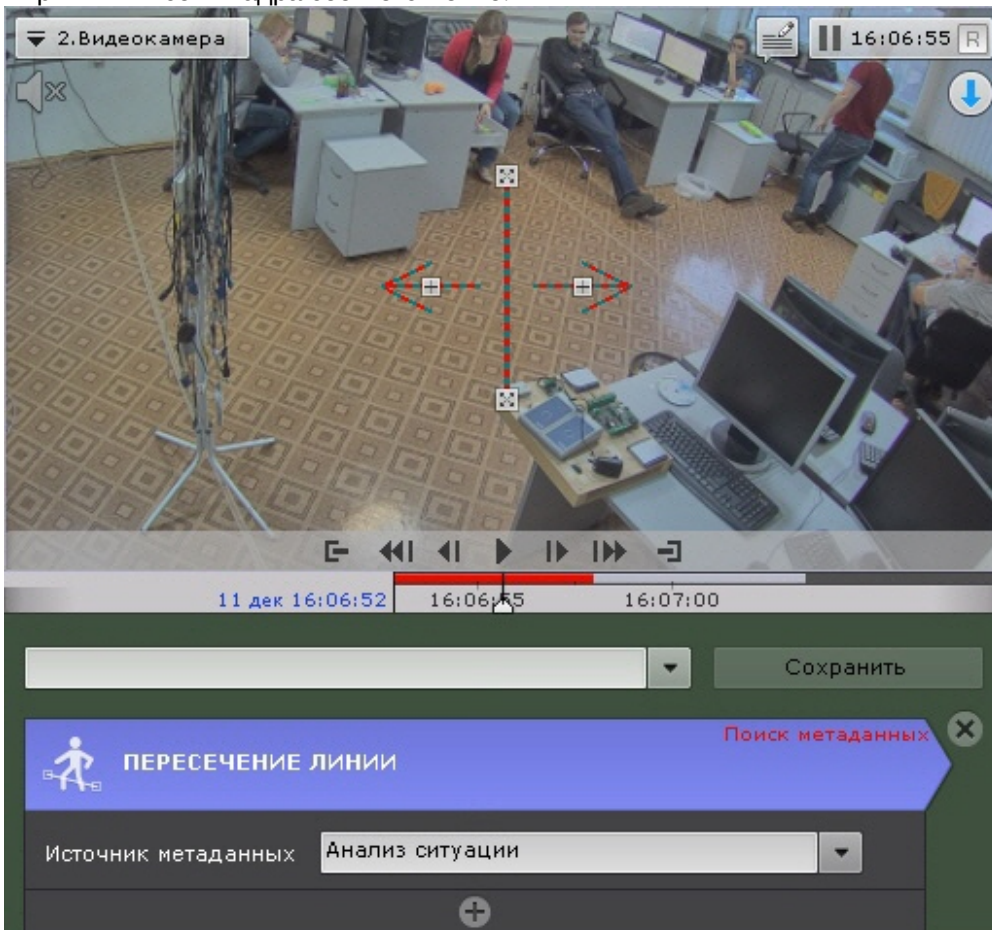 2.Видеокамера
16:06:55 R
11 дек 16:06:52
16:06:55
16:07:00
Сохранить
Поиск метаданных
ПЕРЕСЕЧЕНИЕ ЛИНИИ
Источник метаданных
Анализ ситуации